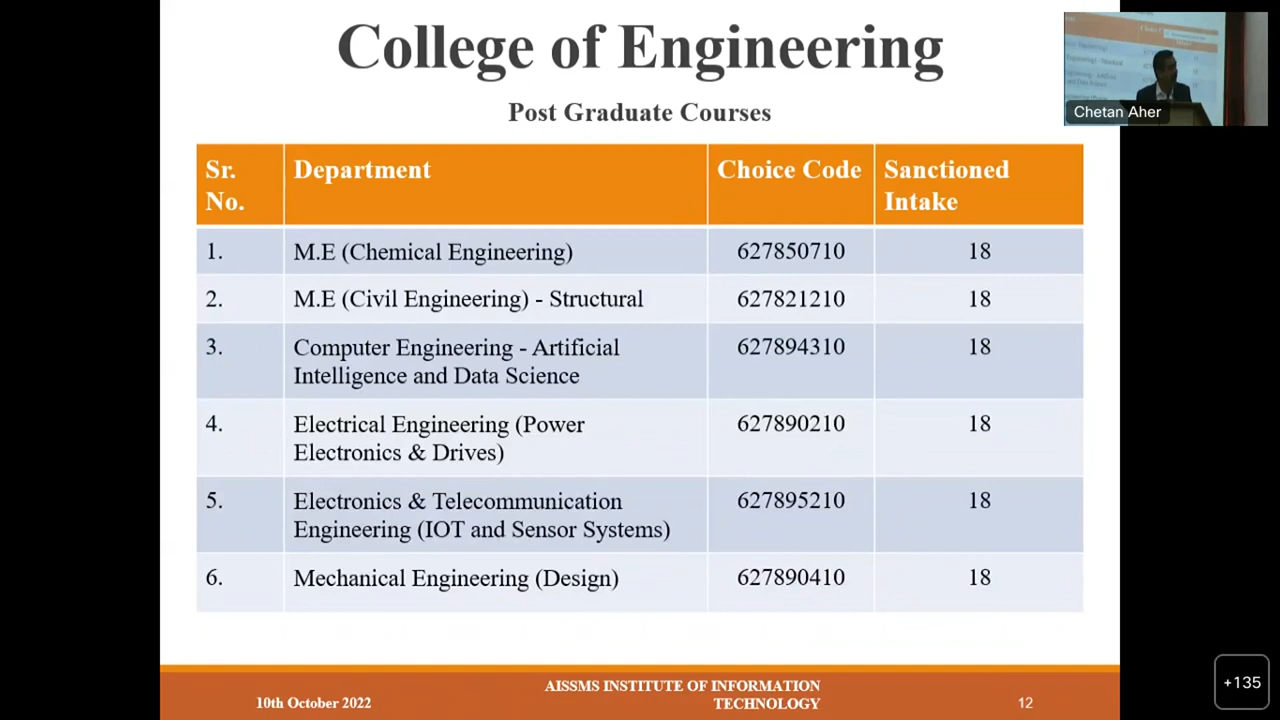 College of Engineering
Post Graduate Courses
Chetan Aher
Sr. No. Department Choice Code Sanctioned Intake
1. M.E (Chemical Engineering) 627850710 18
2. M.E (Civil Engineering) - Structural 627821210 18
3. Computer Engineering - Artificial Intelligence and Data Science 627894310 18
4. Electrical Engineering (Power Electronics & Drives) 627890210 18
5. Electronics & Telecommunication Engineering (IOT and Sensor Systems) 627895210 18
6. Mechanical Engineering (Design) 627890410 18
10th October 2022
AISSMS INSTITUTE OF INFORMATION
TECHNOLOGY
12
+135